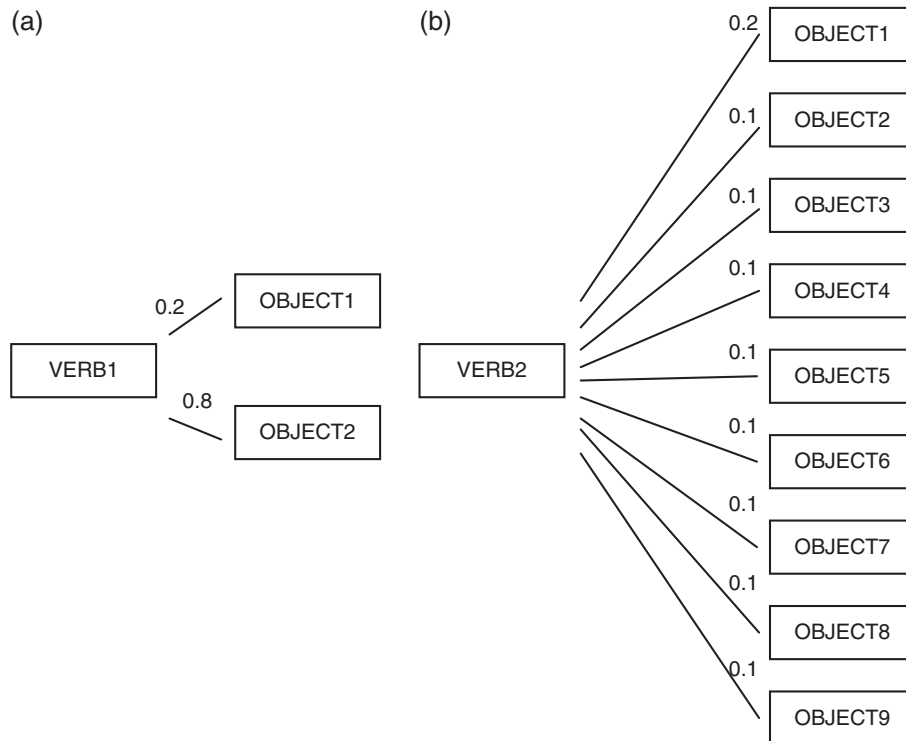 (a)
0.2
OBJECT1
VERB1
0.8
OBJECT2
(b)
0.2
OBJECT1
0.1
OBJECT2
0.1
OBJECT3
0.1
OBJECT4
VERB2
0.1
OBJECT5
0.1
OBJECT6
0.1
OBJECT7
0.1
OBJECT8
0.1
OBJECT9